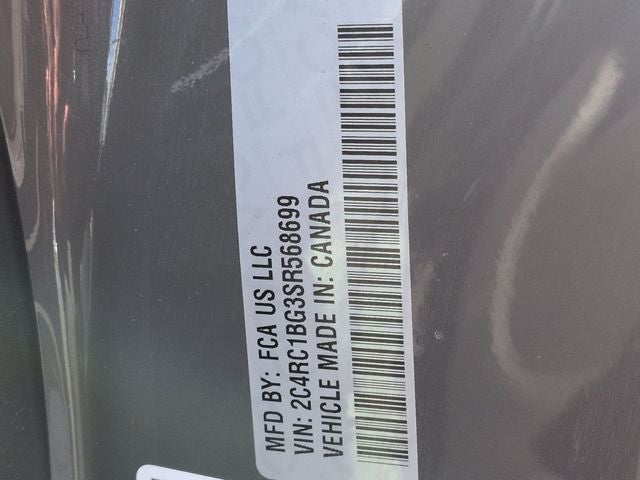 MFD BY: FCA US LLC
VIN: 2C4RC1BG3SR568699
VEHICLE MADE IN: CANADA